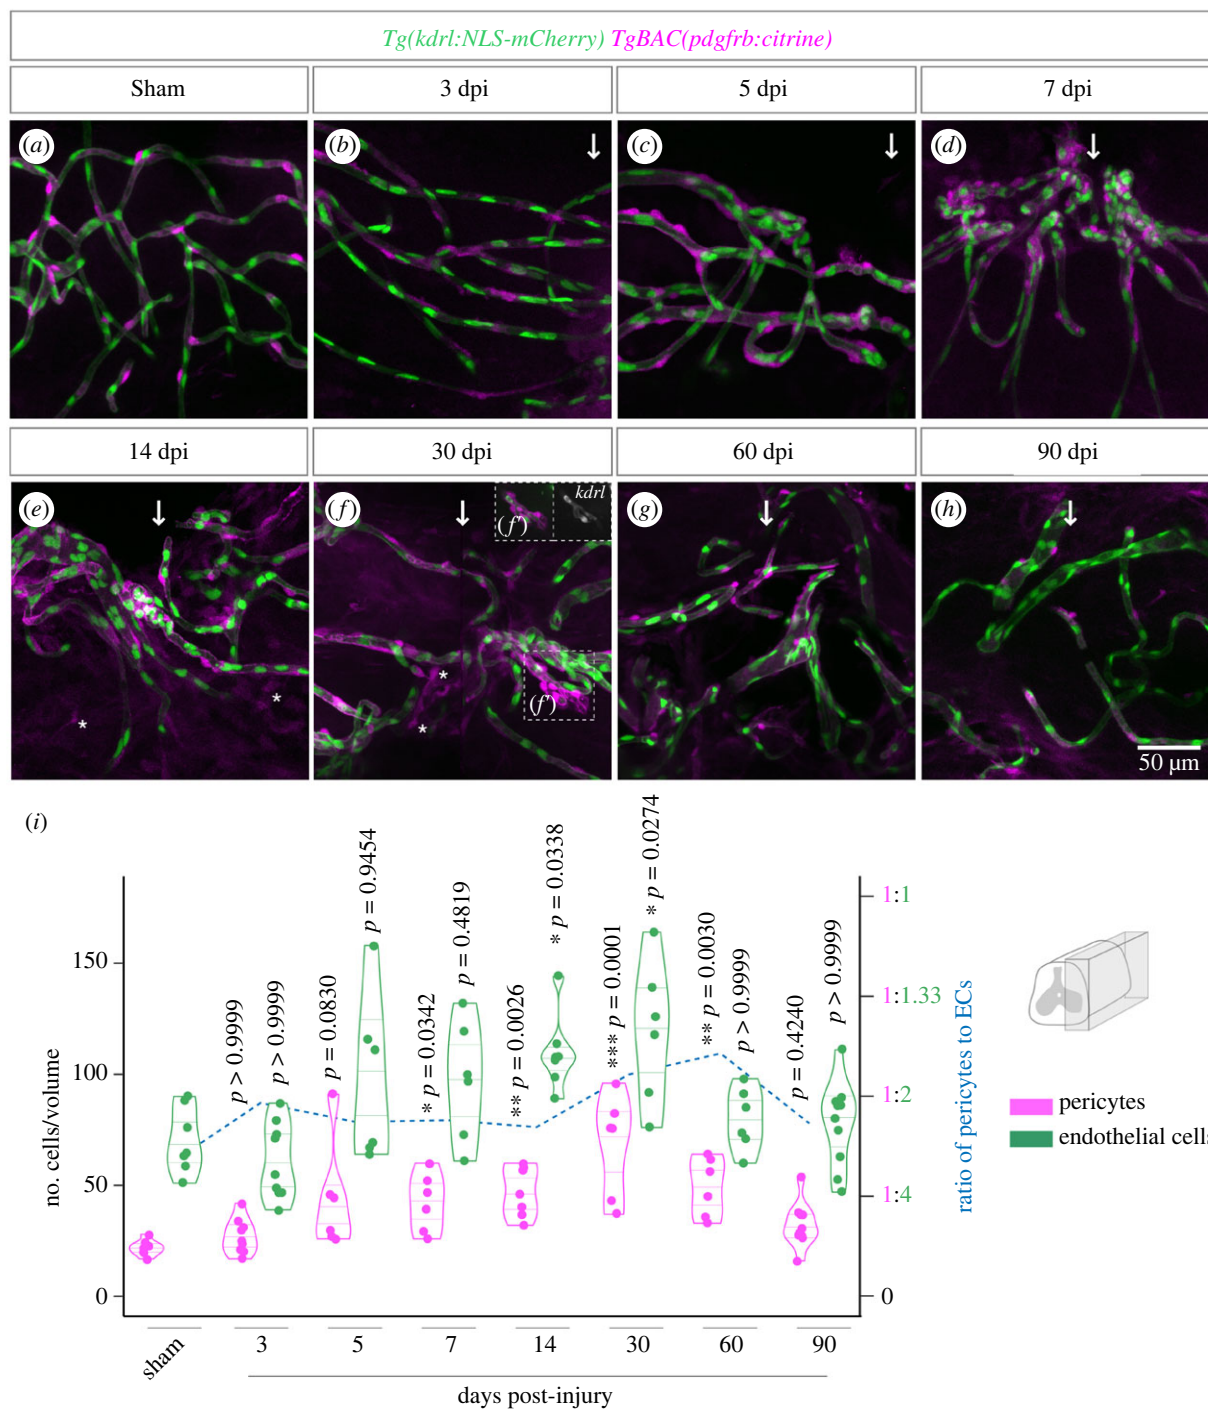 Tg(kdrl:NLS-mCherry) TgBAC(pdgfrb:citrine)
Sham 3 dpi 5 dpi 7 dpi
(a) (b) (c) (d)
14 dpi 30 dpi 60 dpi 90 dpi
(e) (f) (f') kdrl (g) (h)
*
*
*
(f')
*
50 µm
(i)
no. cells/volume
150
100
50
0
p > 0.9999
p > 0.9999
p = 0.0830
p = 0.9454
* p = 0.0342
p = 0.4819
** p = 0.0026
* p = 0.0338
*** p = 0.0001
* p = 0.0274
** p = 0.0030
p > 0.9999
p = 0.4240
p > 0.9999
1:1
1:1.33
1:2
1:4
0
ratio of pericytes to ECs
pericytes
endothelial cells
sham 3 5 7 14 30 60 90
days post-injury